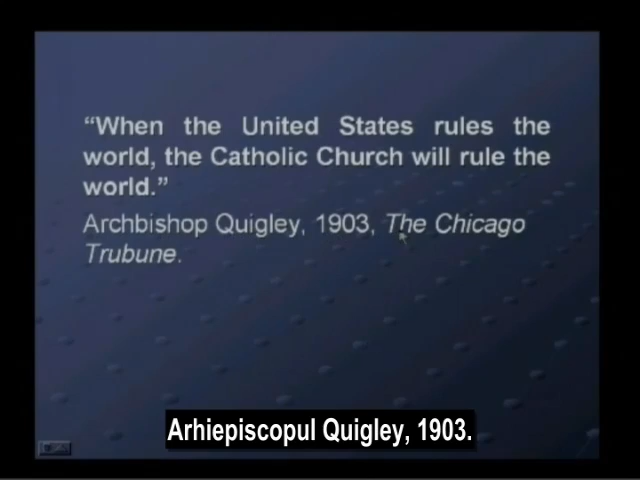 “When the United States rules the
world, the Catholic Church will rule the
world.”
Archbishop Quigley, 1903, The Chicago
Trubune.
Arhiepiscopul Quigley, 1903.